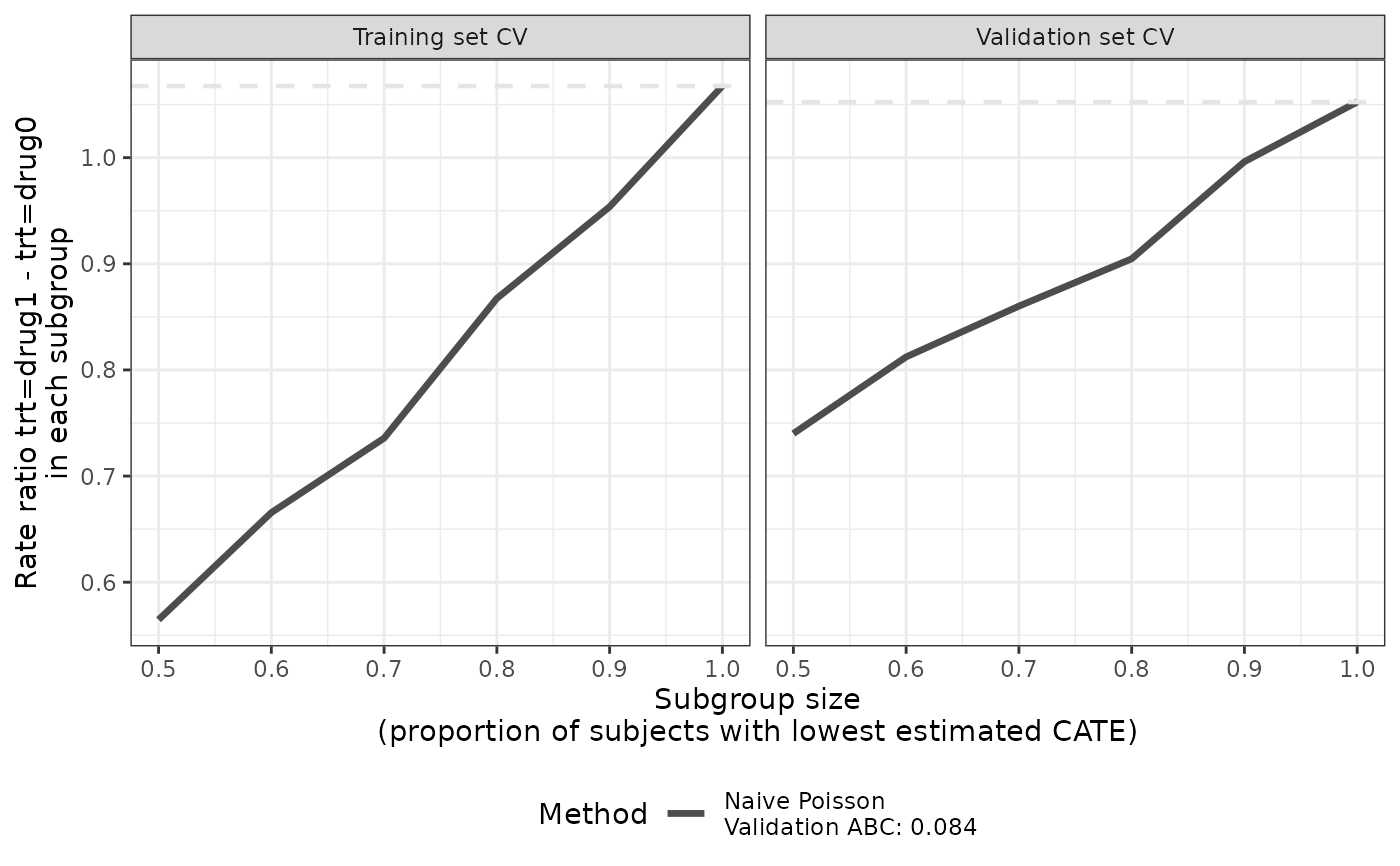 Training set CV
Validation set CV
Rate ratio trt=drug1 - trt=drug0
in each subgroup
1.0
0.9
0.8
0.7
0.6
0.5 0.6 0.7 0.8 0.9 1.0
0.5 0.6 0.7 0.8 0.9 1.0
Subgroup size
(proportion of subjects with lowest estimated CATE)
Method
Naive Poisson
Validation ABC: 0.084